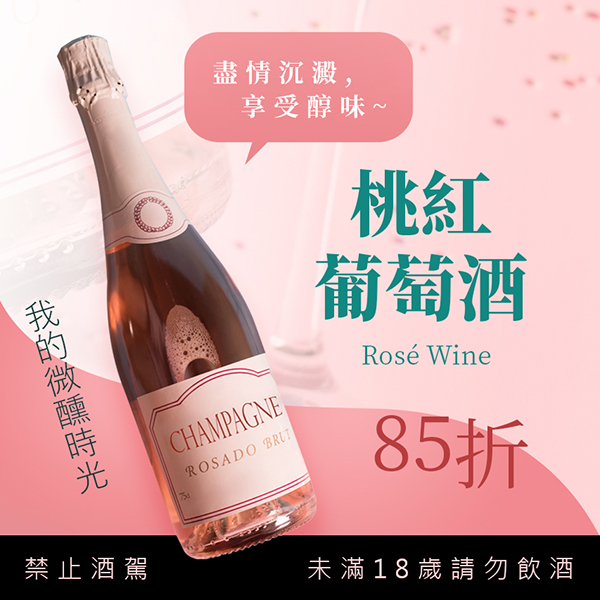 盡情沉澱,
享受醇味~
桃紅
葡萄酒
Rosé Wine
我的微醺時光
85折
CHAMPAGNE
ROSADO BRUT
75cl
禁止酒駕
未滿18歲請勿飲酒